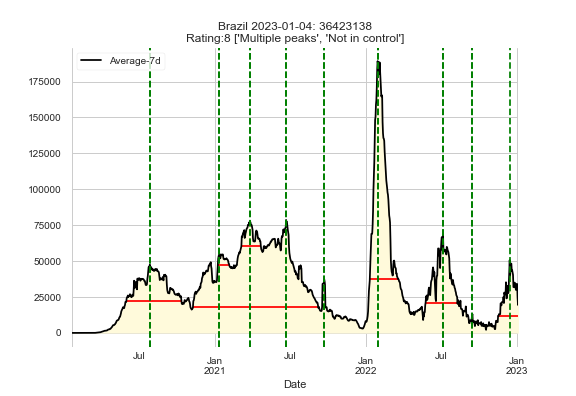 Brazil 2023-01-04: 36423138
Rating:8 ['Multiple peaks', 'Not in control']
Average-7d
175000
150000
125000
100000
75000
50000
25000
0
Jul
Jan
2021
Jul
Jan
2022
Jul
Jan
2023
Date